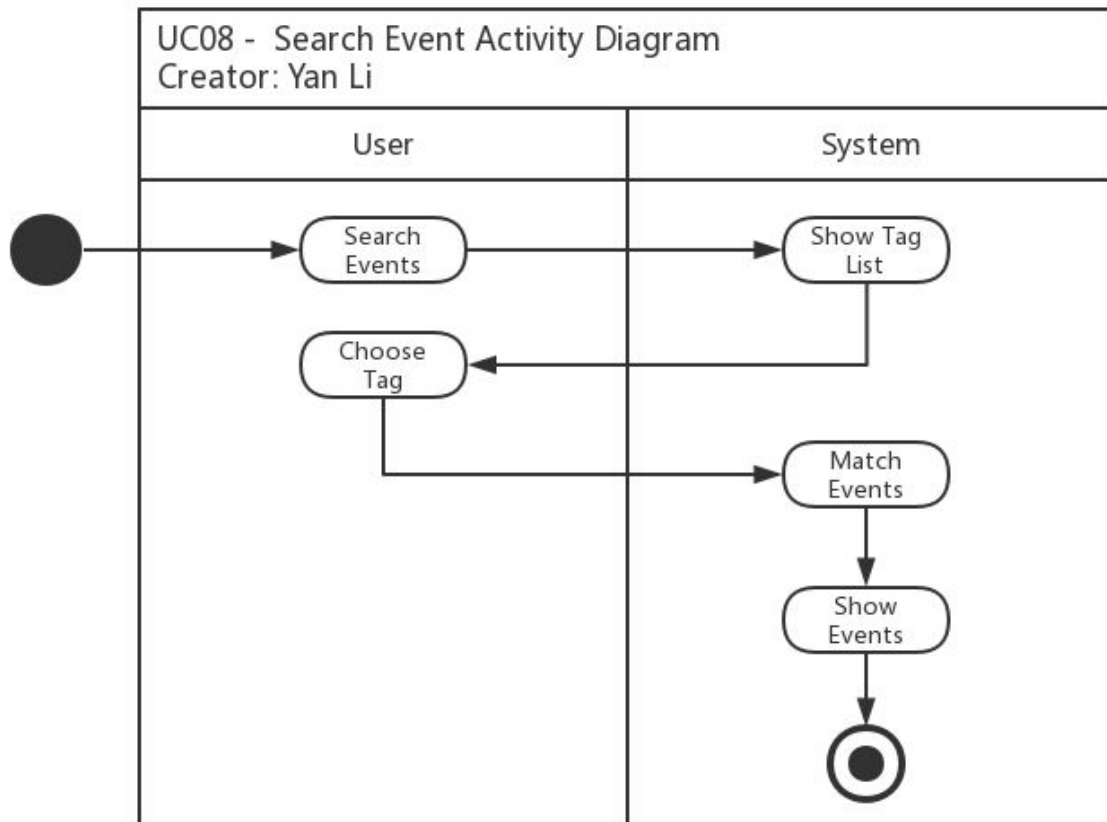 UC08 -  Search Event Activity Diagram
Creator: Yan Li
User
System
Search
Events
Show Tag
List
Choose
Tag
Match
Events
Show
Events